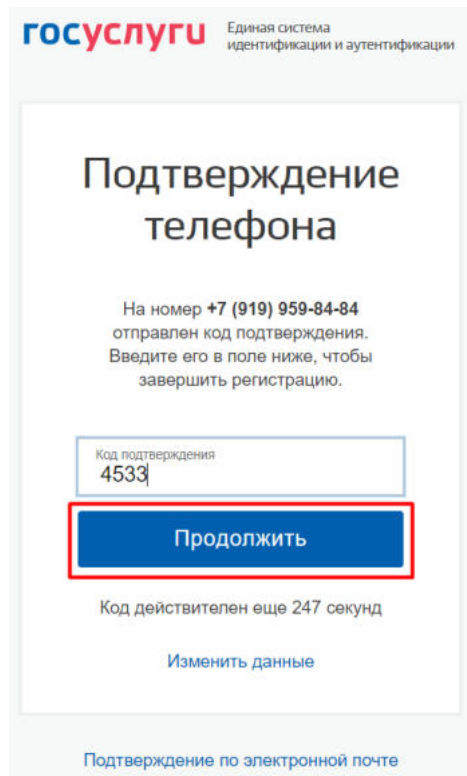 госуслуги
Единая система
идентификации и аутентификации
Подтверждение
телефона
На номер +7 (919) 959-84-84
отправлен код подтверждения.
Введите его в поле ниже, чтобы
завершить регистрацию.
Код подтверждения
4533
Продолжить
Код действителен еще 247 секунд
Изменить данные
Подтверждение по электронной почте